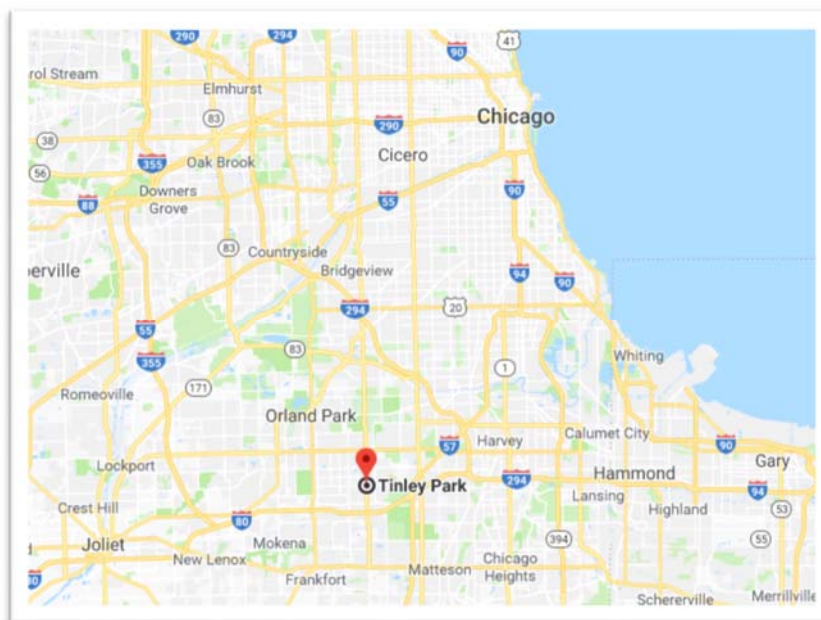 290
294
41
90
rol Stream
Elmhurst
83
Chicago
290
38
Cicero
355
Oak Brook
56
Downers
Grove
90
88
55
83
Countryside
Bridgeview
94
90
perville
294
20
55
83
Whiting
355
1
171
Romeoville
Orland Park
57
Harvey
Calumet City
90
Lockport
Gary
Hammond
Tinley Park
294
94
Lansing
Crest Hill
Highland
53
80
Joliet
Mokena
394
55
New Lenox
Chicago
Heights
Matteson
80
Frankfort
Schererville
Merrillville